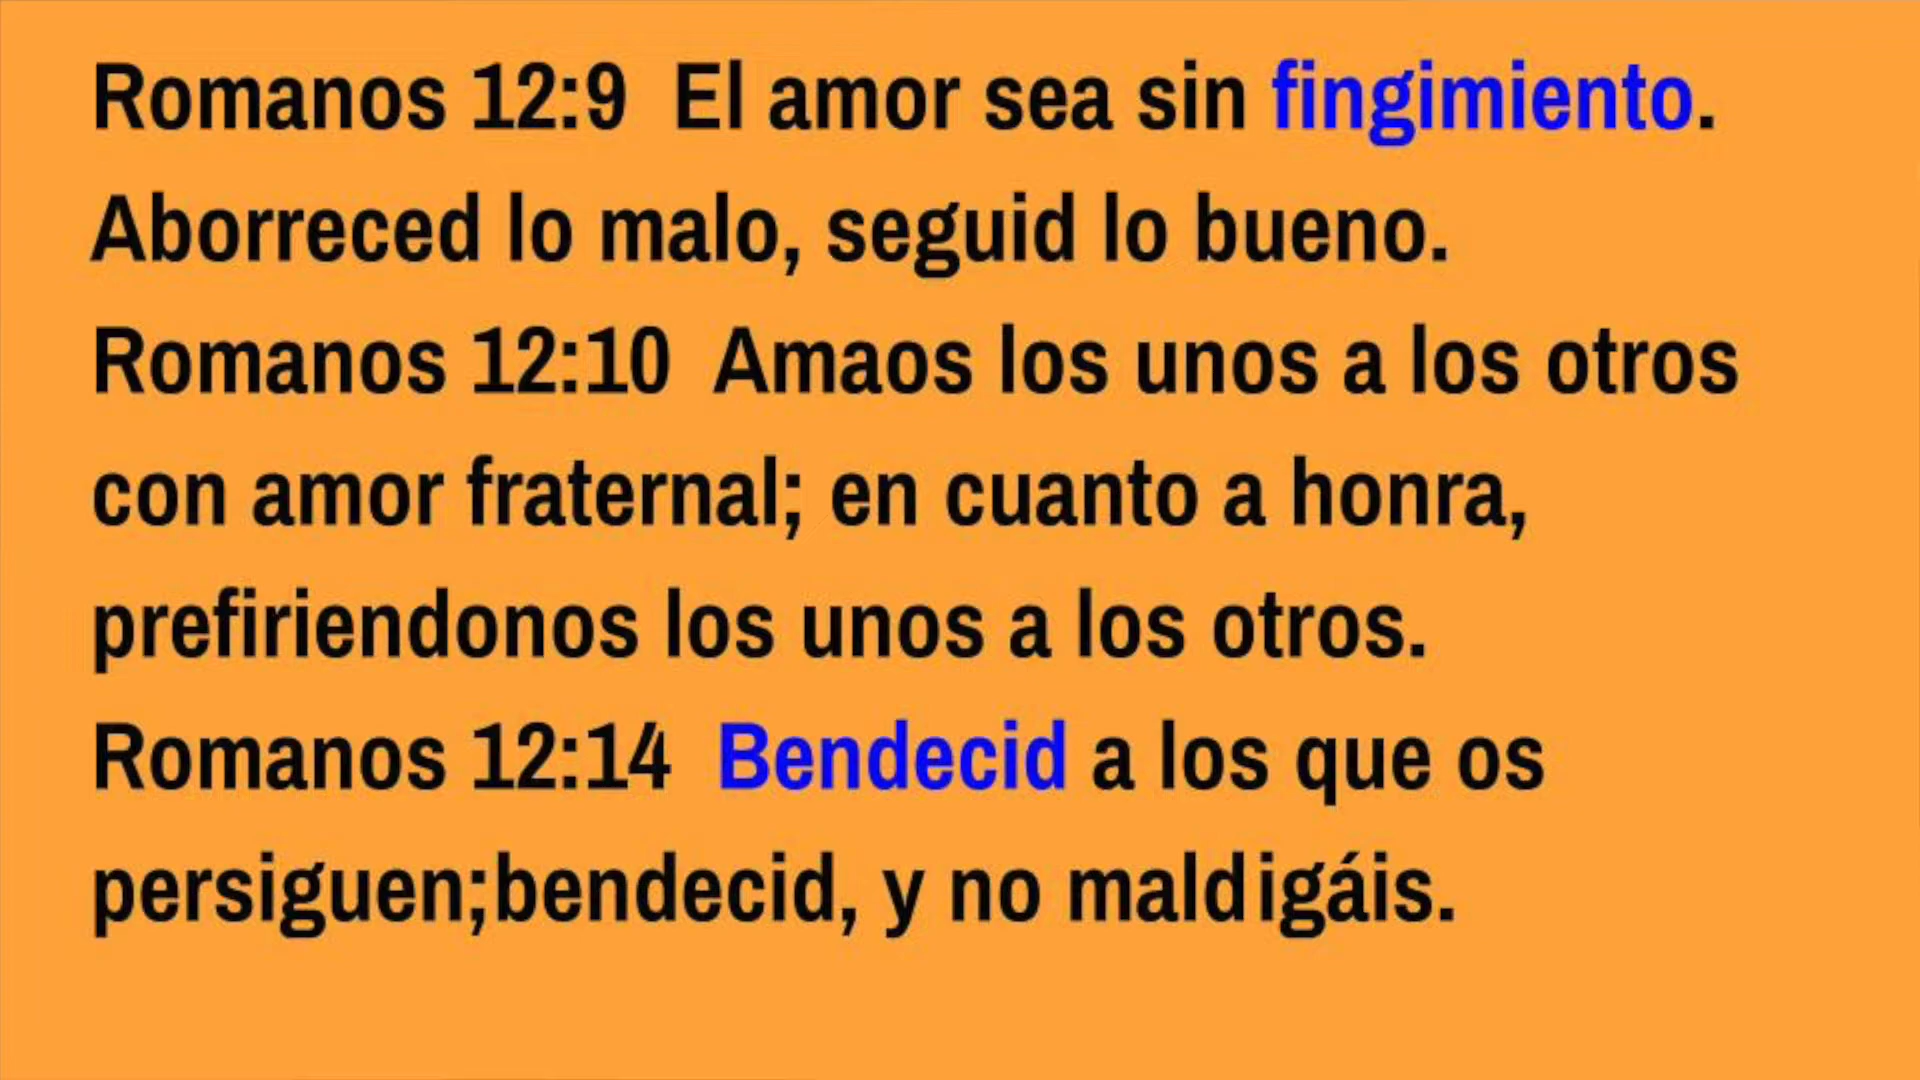 Romanos 12:9  El amor sea sin fingimiento.
Aborreced lo malo, seguid lo bueno.
Romanos 12:10  Amaos los unos a los otros
con amor fraternal; en cuanto a honra,
prefiriendonos los unos a los otros.
Romanos 12:14  Bendecid a los que os
persiguen;bendecid, y no maldigáis.